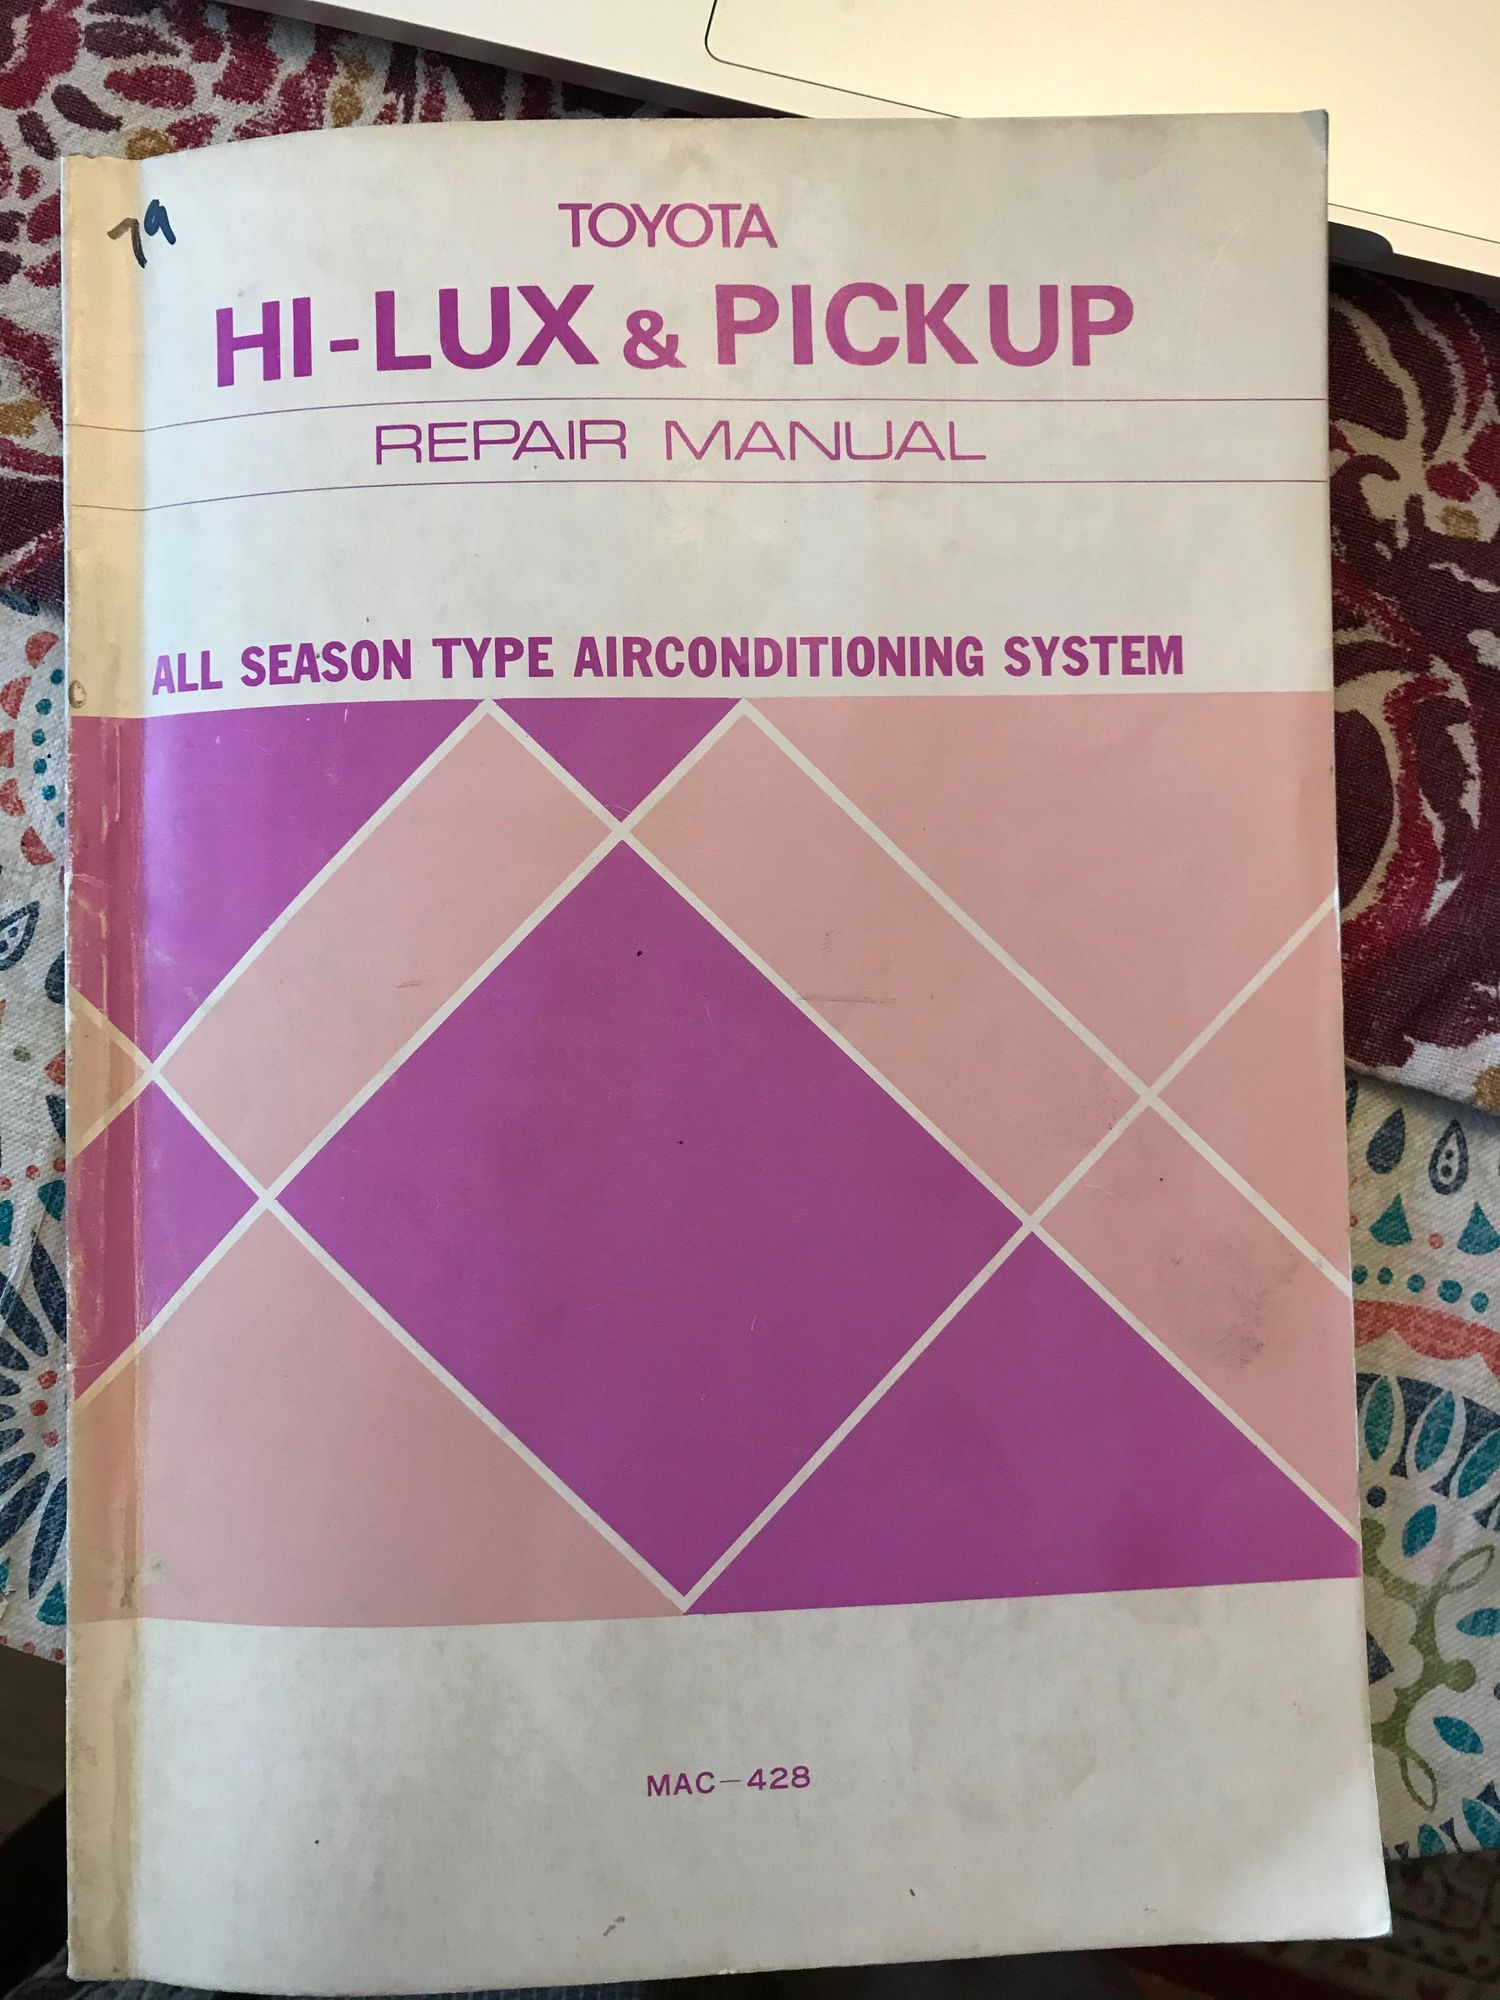 79
TOYOTA
HI-LUX & PICKUP
REPAIR MANUAL
ALL SEASON TYPE AIRCONDITIONING SYSTEM
MAC-428